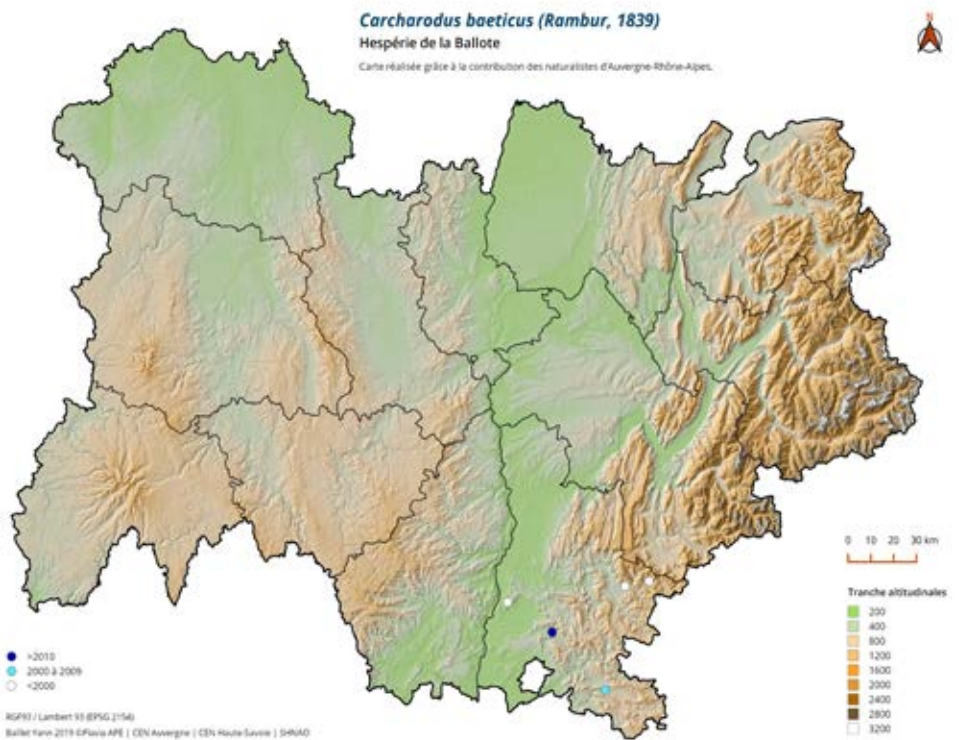 Carcharodus baeticus (Rambur, 1839)
Hespérie de la Ballote
Carte réalisée grâce à la contribution des naturalistes d'Auvergne-Rhône-Alpes.
N
0 10 20 30 km
Tranche altitudinales
200
400
800
1200
1600
2000
2400
2800
3200
>2010
2000 à 2009
<2000
RGF93 / Lambert 93 (EPSG 2154)
Baillet Yann 2019 ©Flavia APE | CEN Auvergne | CEN Haute-Savoie | SHNAO